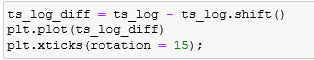 ts_log_diff = ts_log - ts_log.shift()
plt.plot(ts_log_diff)
plt.xticks(rotation = 15);